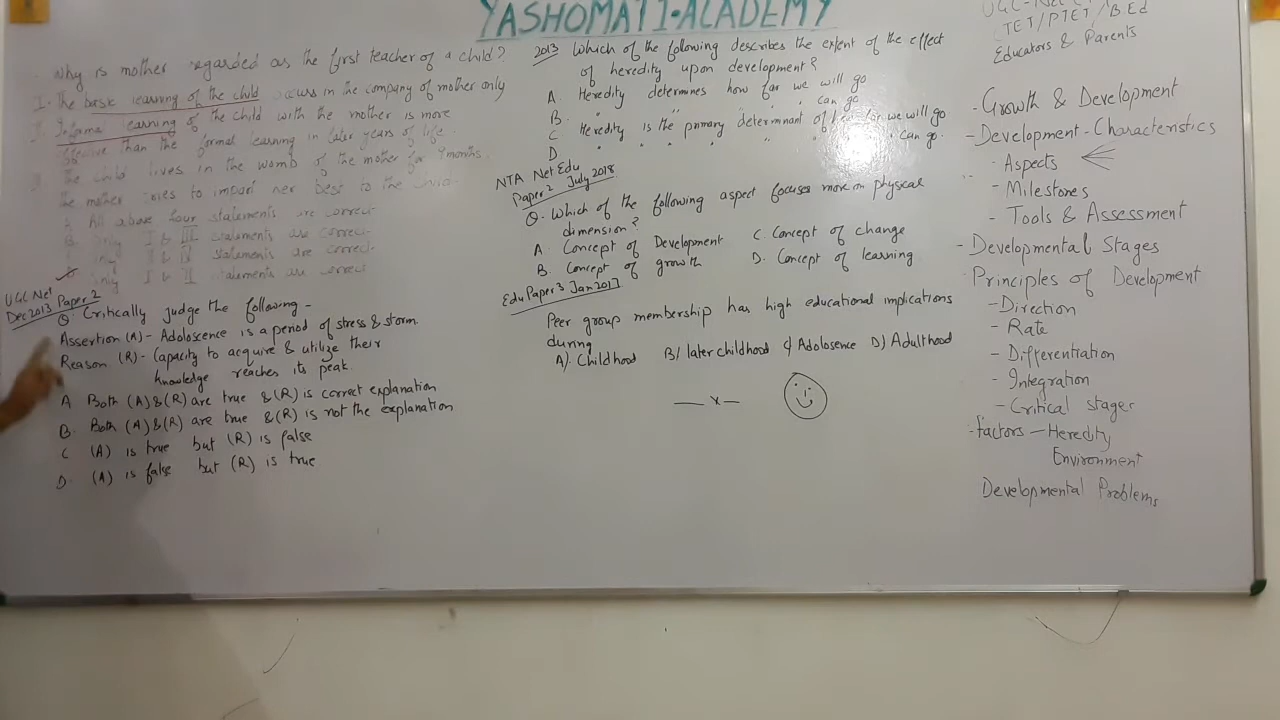 YASHOMATI·ACADEMY
Why is mother regarded as the first teacher of a child?
I. The basic learning of the child occurs in the company of mother only
Informal learning of the child with the mother is more
than the formal learning in later years of life.
The child lives in the womb of the mother for 9 months.
The mother tries to impart her best to the child
All above four statements are correct
Only I & III statements are correct
Only I & IV statements are correct
Only I & II statements are correct
UGC Net
Dec 2013 Paper 2
Q. Critically judge the following -
Assertion (A) - Adoloscence is a period of stress & storm.
Reason (R) - Capacity to acquire & utilize their
knowledge reaches its peak.
A Both (A) & (R) are true & (R) is correct explanation
B. Both (A) & (R) are true & (R) is not the explanation
C (A) is true but (R) is false
D. (A) is false but (R) is true
2013 Which of the following describes the extent of the effect
of heredity upon development?
A. Heredity determines how far we will go
B. " " " " " can go
C Heredity is the primary determinant of how far we will go
D. " " " " " " can go.
NTA Net Edu
Paper 2 July 2018
Q. Which of the following aspect focuses more on physical
dimension?
A. Concept of Development C. Concept of change
B. Concept of growth D. Concept of learning
Edu Paper 3 Jan 2017
Peer group membership has high educational implications
during
A) Childhood B) later childhood C) Adolosence D) Adulthood
— x —
UGC-Net
TET/PTET/B.Ed
Educators & Parents
- Growth & Development
- Development - Characteristics
- Aspects
- Milestones
- Tools & Assessment
- Developmental Stages
Principles of Development
- Direction
- Rate
- Differentiation
- Integration
- Critical stages
- factors - Heredity
Environment
Developmental Problems